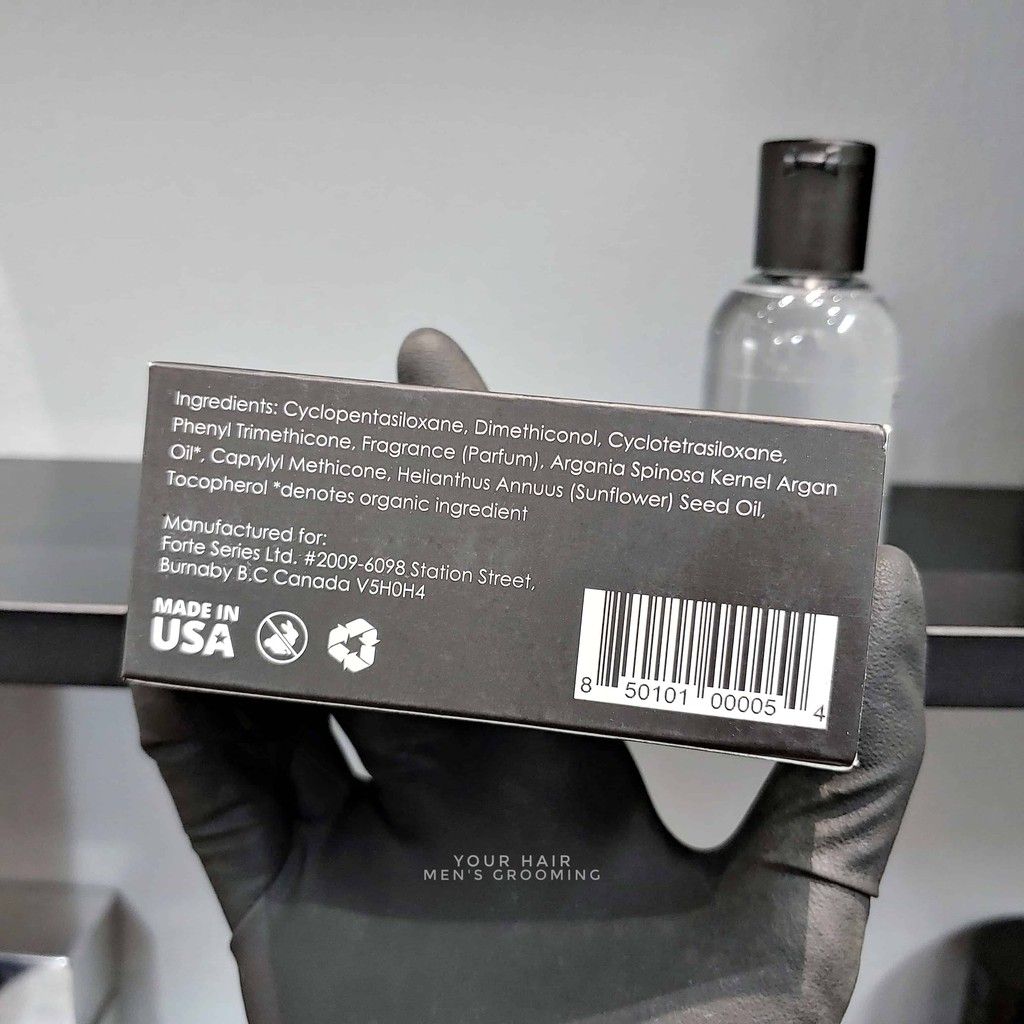 Ingredients: Cyclopentasiloxane, Dimethiconol, Cyclotetrasiloxane,
Phenyl Trimethicone, Fragrance (Parfum), Argania Spinosa Kernel Argan
Oil*, Caprylyl Methicone, Helianthus Annuus (Sunflower) Seed Oil,
Tocopherol *denotes organic ingredient
Manufactured for:
Forte Series Ltd. #2009-6098 Station Street,
Burnaby B.C Canada V5H0H4
MADE IN
USA
8 50101 00005 4
YOUR HAIR
MEN'S GROOMING